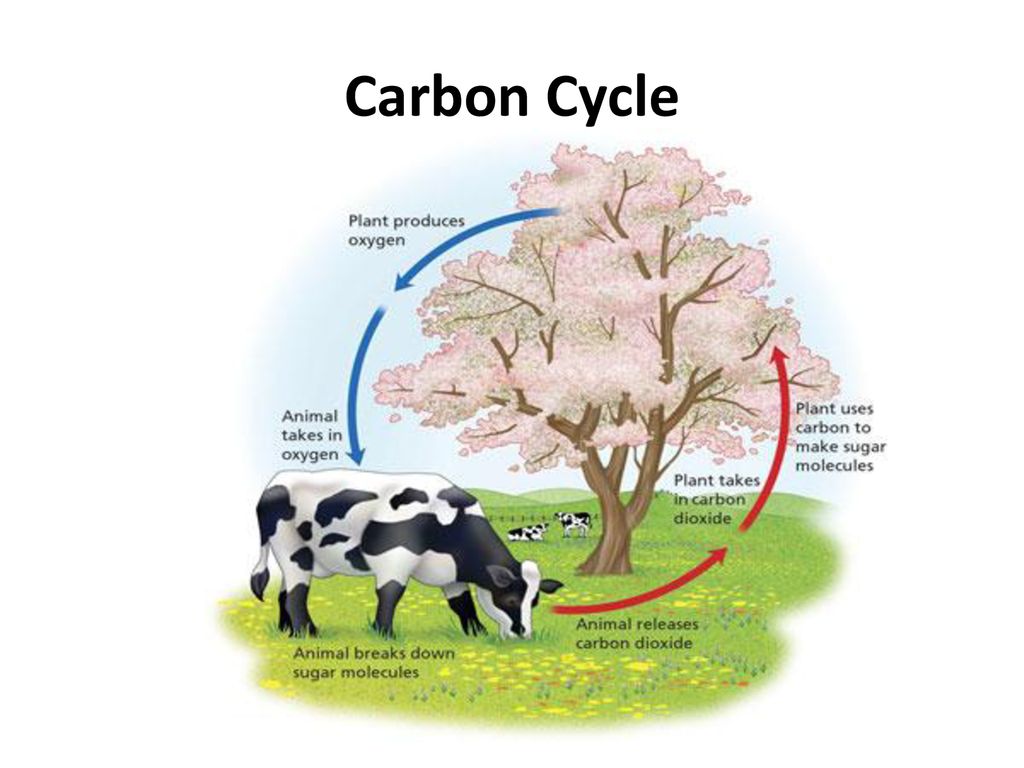 Carbon Cycle
Plant produces
oxygen
Animal
takes in
oxygen
Plant uses
carbon to
make sugar
molecules
Plant takes
in carbon
dioxide
Animal releases
carbon dioxide
Animal breaks down
sugar molecules